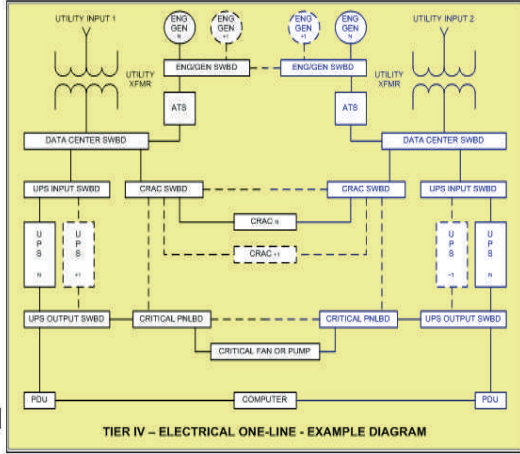 UTILITY INPUT 1
ENG GEN N
ENG GEN +1
ENG GEN +1
ENG GEN N
UTILITY INPUT 2
UTILITY XFMR
ENG/GEN SWBD
ENG/GEN SWBD
UTILITY XFMR
ATS
ATS
DATA CENTER SWBD
DATA CENTER SWBD
UPS INPUT SWBD
CRAC SWBD
CRAC SWBD
UPS INPUT SWBD
CRAC N
CRAC +1
UPS N
UPS +1
UPS +1
UPS N
UPS OUTPUT SWBD
CRITICAL PNLBD
CRITICAL PNLBD
UPS OUTPUT SWBD
CRITICAL FAN OR PUMP
PDU
COMPUTER
PDU
TIER IV – ELECTRICAL ONE-LINE - EXAMPLE DIAGRAM